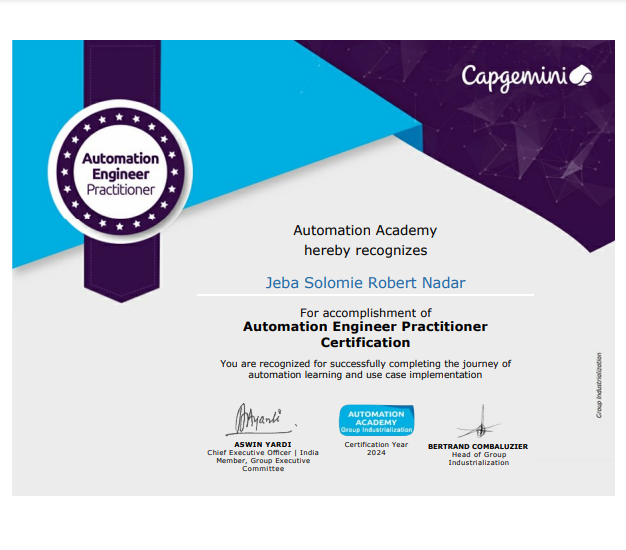 Capgemini
Automation
Engineer
Practitioner
Automation Academy
hereby recognizes
Jeba Solomie Robert Nadar
For accomplishment of
Automation Engineer Practitioner
Certification
You are recognized for successfully completing the journey of
automation learning and use case implementation
Group Industrialization
AYardi
ASWIN YARDI
Chief Executive Officer | India
Member, Group Executive
Committee
AUTOMATION
ACADEMY
Group Industrialization
Certification Year
2024
BERTRAND COMBALUZIER
Head of Group
Industrialization